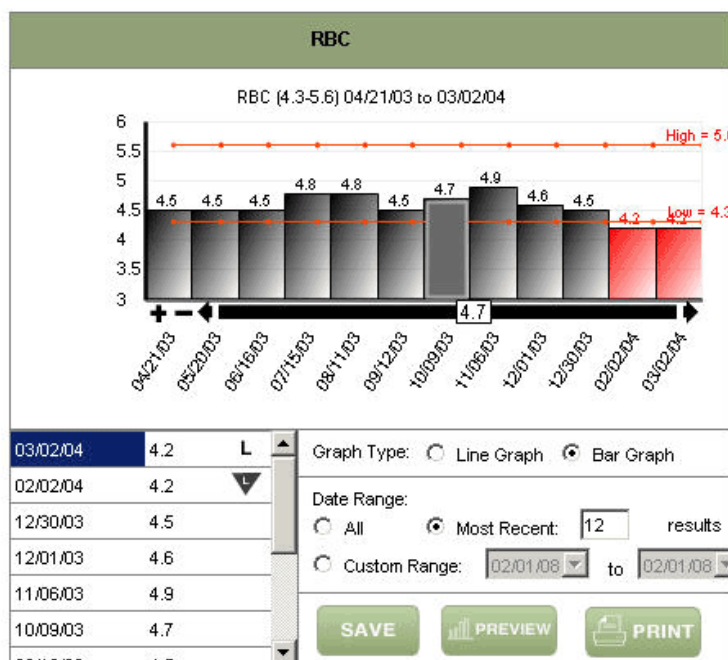 RBC
RBC (4.3-5.6) 04/21/03 to 03/02/04
6
5.5
5
4.5
4
3.5
3
High = 5.
Low = 4.3
4.5 4.5 4.5 4.8 4.8 4.5 4.7 4.9 4.6 4.5 4.2 4.2
+ − 4.7
04/21/03 05/20/03 06/16/03 07/15/03 08/11/03 09/12/03 10/09/03 11/06/03 12/01/03 12/30/03 02/02/04 03/02/04
03/02/04 4.2 L
02/02/04 4.2 L
12/30/03 4.5
12/01/03 4.6
11/06/03 4.9
10/09/03 4.7
Graph Type: Line Graph Bar Graph
Date Range:
All Most Recent: 12 results
Custom Range: 02/01/08 to 02/01/08
SAVE PREVIEW PRINT